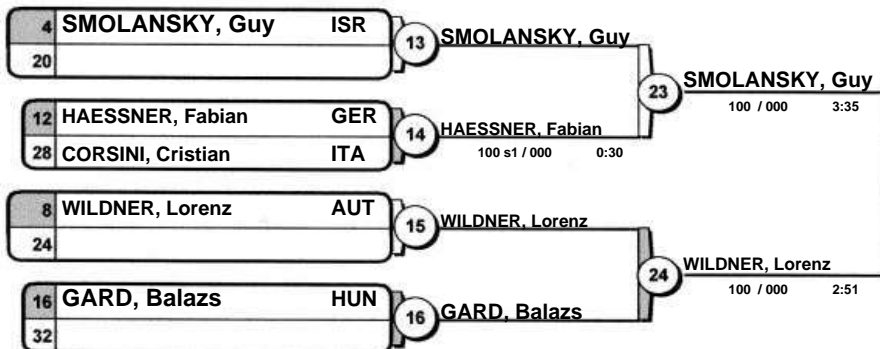 4 SMOLANSKY, Guy ISR
20
13 SMOLANSKY, Guy
12 HAESSNER, Fabian GER
28 CORSINI, Cristian ITA
14 HAESSNER, Fabian
100 s1 / 000 0:30
23 SMOLANSKY, Guy
100 / 000 3:35
8 WILDNER, Lorenz AUT
24
15 WILDNER, Lorenz
16 GARD, Balazs HUN
32
16 GARD, Balazs
24 WILDNER, Lorenz
100 / 000 2:51